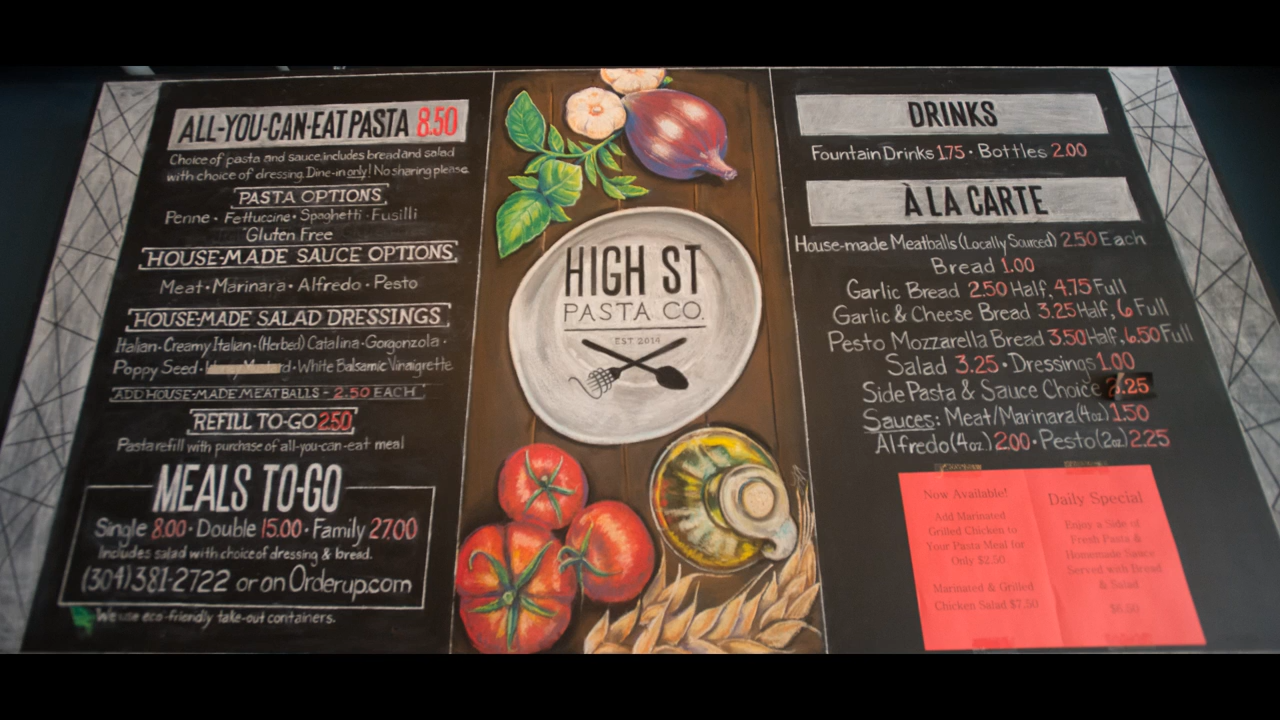 ALL-YOU-CAN-EAT PASTA 8.50
Choice of pasta and sauce, includes bread and salad
with choice of dressing. Dine-in only! No sharing please.
PASTA OPTIONS
Penne · Fettuccine · Spaghetti · Fusilli
*Gluten Free
HOUSE-MADE SAUCE OPTIONS
Meat · Marinara · Alfredo · Pesto
HOUSE-MADE SALAD DRESSINGS
Italian · Creamy Italian · (Herbed) Catalina · Gorgonzola ·
Poppy Seed · White Balsamic Vinaigrette
ADD HOUSE-MADE MEATBALLS - 2.50 EACH
REFILL TO-GO 2.50
Pasta refill with purchase of all-you-can-eat meal
MEALS TO-GO
Single 8.00 · Double 15.00 · Family 27.00
Includes salad with choice of dressing & bread.
(304) 381-2722 or on Orderup.com
We use eco-friendly take-out containers.
HIGH ST
PASTA CO.
EST 2014
DRINKS
Fountain Drinks 1.75 · Bottles 2.00
À LA CARTE
House-made Meatballs (Locally Sourced) 2.50 Each
Bread 1.00
Garlic Bread 2.50 Half, 4.75 Full
Garlic & Cheese Bread 3.25 Half, 6 Full
Pesto Mozzarella Bread 3.50 Half, 6.50 Full
Salad 3.25 · Dressings 1.00
Side Pasta & Sauce Choice
Sauces: Meat/Marinara (4oz) 1.50
Alfredo (4oz.) 2.00 · Pesto (2oz) 2.25
Now Available!
Add Marinated
Grilled Chicken to
Your Pasta Meal for
Only $2.50
Marinated & Grilled
Chicken Salad $7.50
Daily Special
Enjoy a Side of
Fresh Pasta &
Homemade Sauce
Served with Bread
& Salad
$6.50